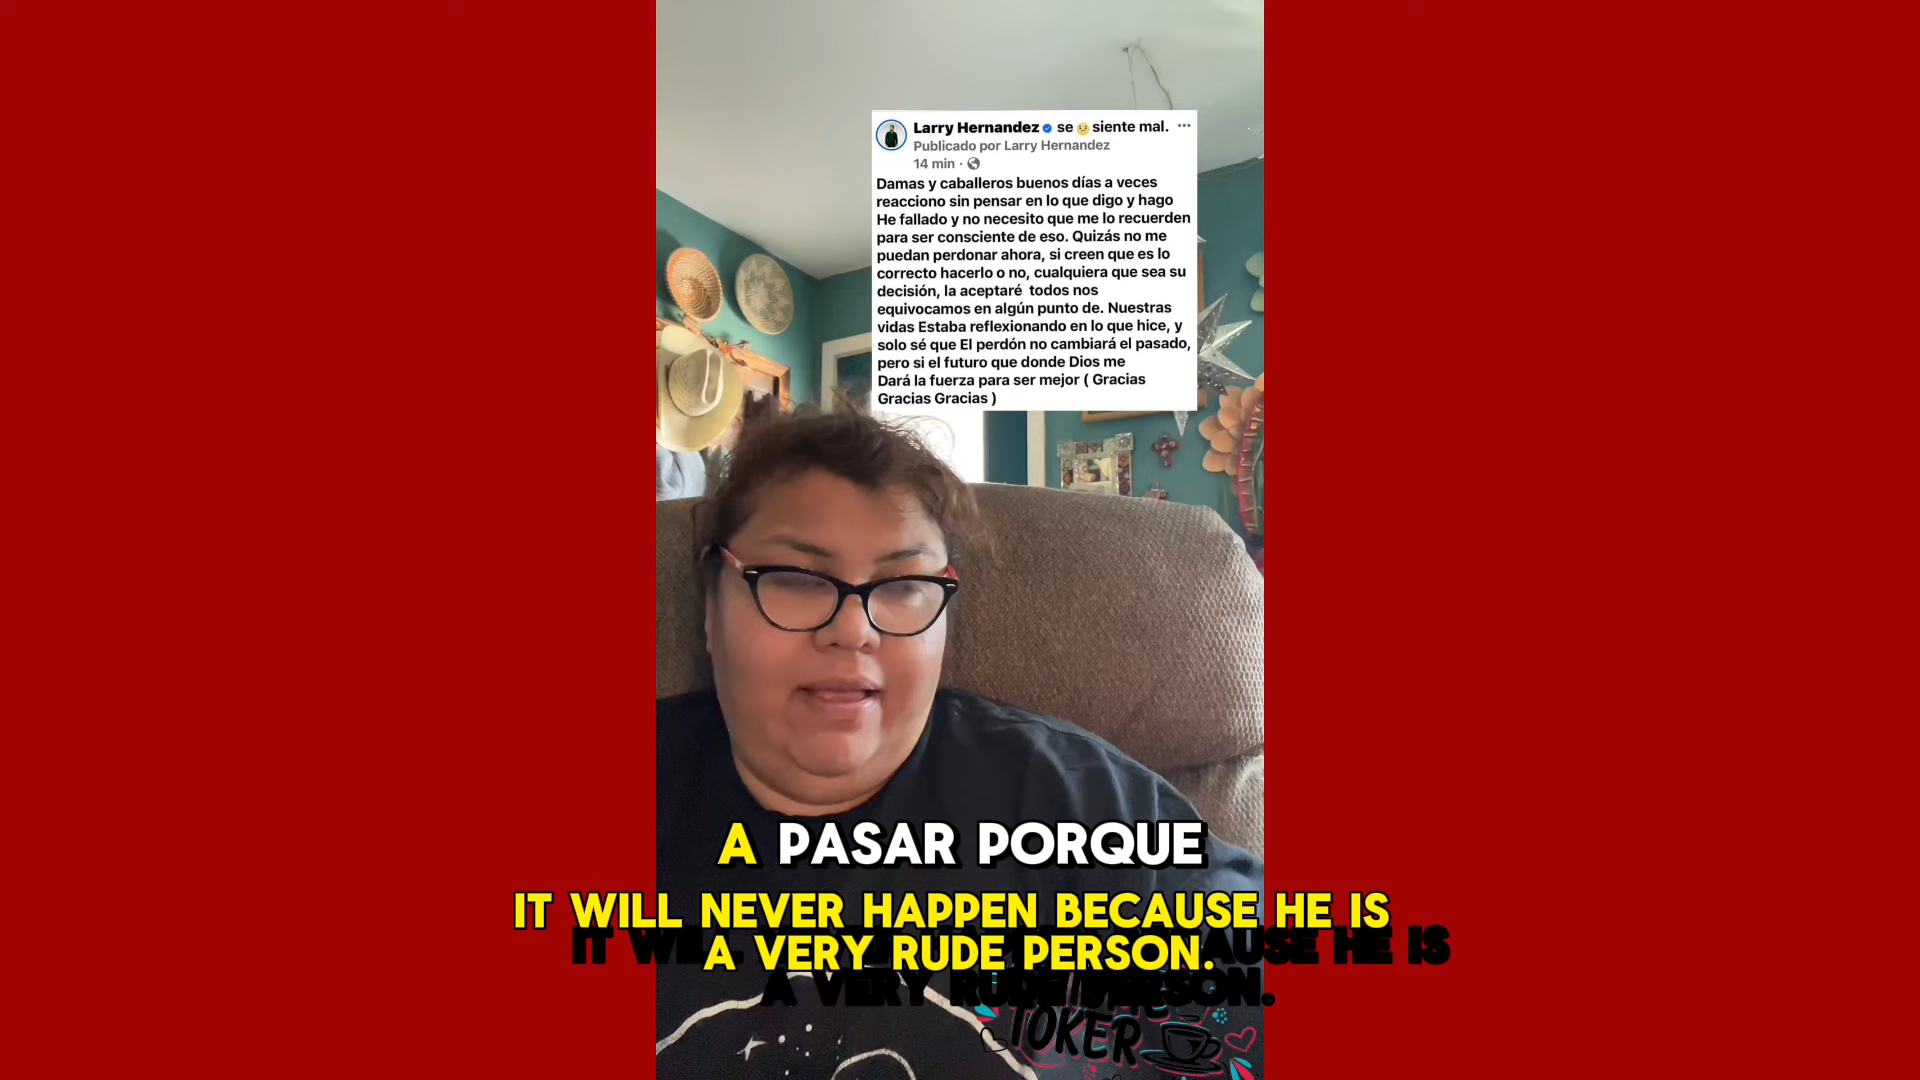 Larry Hernandez se siente mal.
Publicado por Larry Hernandez
14 min ·
Damas y caballeros buenos días a veces
reacciono sin pensar en lo que digo y hago
He fallado y no necesito que me lo recuerden
para ser consciente de eso. Quizás no me
puedan perdonar ahora, si creen que es lo
correcto hacerlo o no, cualquiera que sea su
decisión, la aceptaré todos nos
equivocamos en algún punto de. Nuestras
vidas Estaba reflexionando en lo que hice, y
solo sé que El perdón no cambiará el pasado,
pero si el futuro que donde Dios me
Dará la fuerza para ser mejor ( Gracias
Gracias Gracias )
A PASAR PORQUE
IT WILL NEVER HAPPEN BECAUSE HE IS
A VERY RUDE PERSON.
TOKER